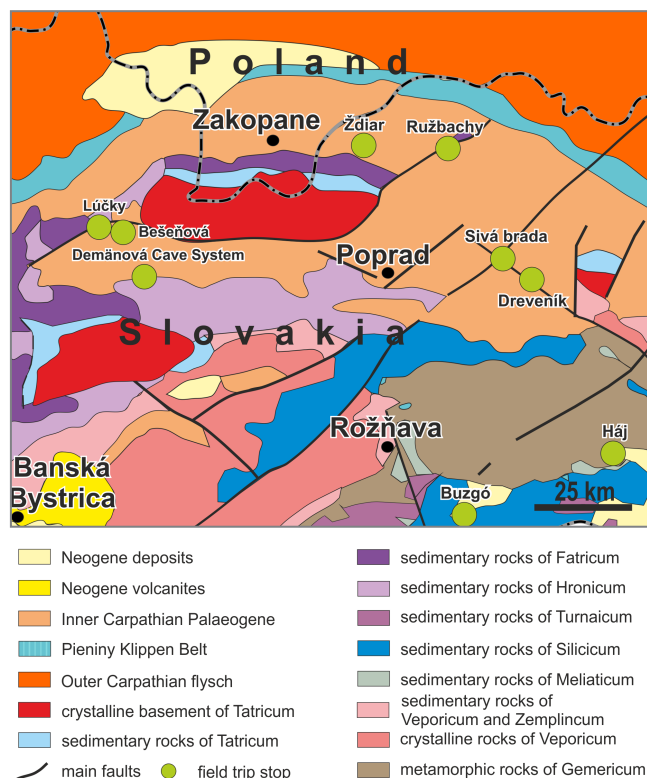 Poland
Zakopane
Ždiar
Ružbachy
Lúčky
Bešeňová
Demänová Cave System
Poprad
Sivá brada
Dreveník
Slovakia
Rožňava
Háj
Banská
Bystrica
Buzgó
25 km
Neogene deposits
Neogene volcanites
Inner Carpathian Palaeogene
Pieniny Klippen Belt
Outer Carpathian flysch
crystalline basement of Tatricum
sedimentary rocks of Tatricum
main faults
field trip stop
sedimentary rocks of Fatricum
sedimentary rocks of Hronicum
sedimentary rocks of Turnaicum
sedimentary rocks of Silicicum
sedimentary rocks of Meliaticum
sedimentary rocks of
Veporicum and Zemplincum
crystalline rocks of Veporicum
metamorphic rocks of Gemericum